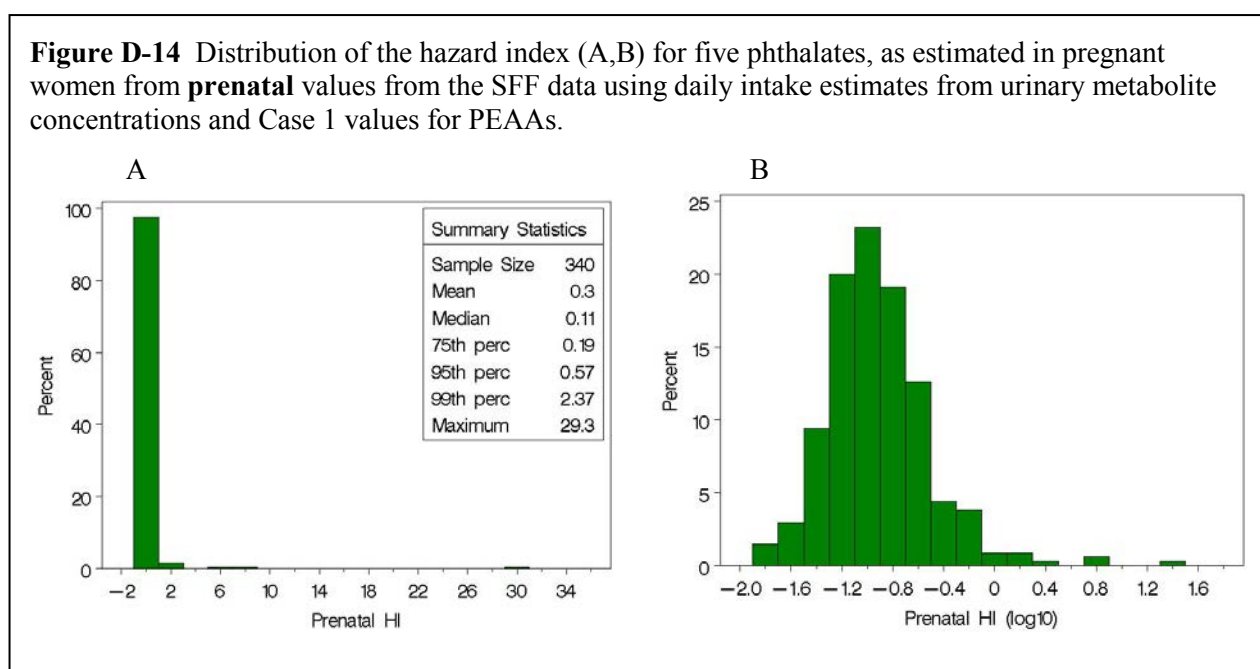 Figure D-14 Distribution of the hazard index (A,B) for five phthalates, as estimated in pregnant
women from prenatal values from the SFF data using daily intake estimates from urinary metabolite
concentrations and Case 1 values for PEAAs.
A
100
80
60
40
20
0
Percent
−2 2 6 10 14 18 22 26 30 34
Prenatal HI
Summary Statistics
Sample Size 340
Mean 0.3
Median 0.11
75th perc 0.19
95th perc 0.57
99th perc 2.37
Maximum 29.3
B
25
20
15
10
5
0
Percent
−2.0 −1.6 −1.2 −0.8 −0.4 0 0.4 0.8 1.2 1.6
Prenatal HI (log10)